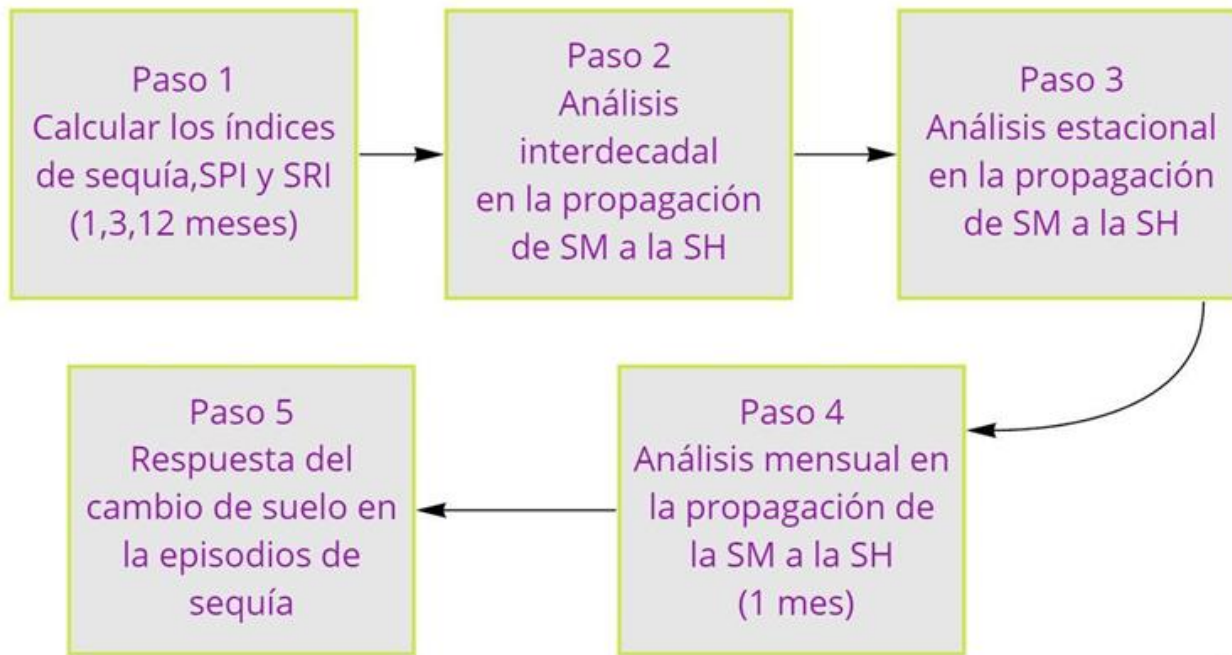 Paso 1
Calcular los índices
de sequía,SPI y SRI
(1,3,12 meses)
Paso 2
Análisis
interdecadal
en la propagación
de SM a la SH
Paso 3
Análisis estacional
en la propagación
de SM a la SH
Paso 4
Análisis mensual en
la propagación de
la SM a la SH
(1 mes)
Paso 5
Respuesta del
cambio de suelo en
la episodios de
sequía